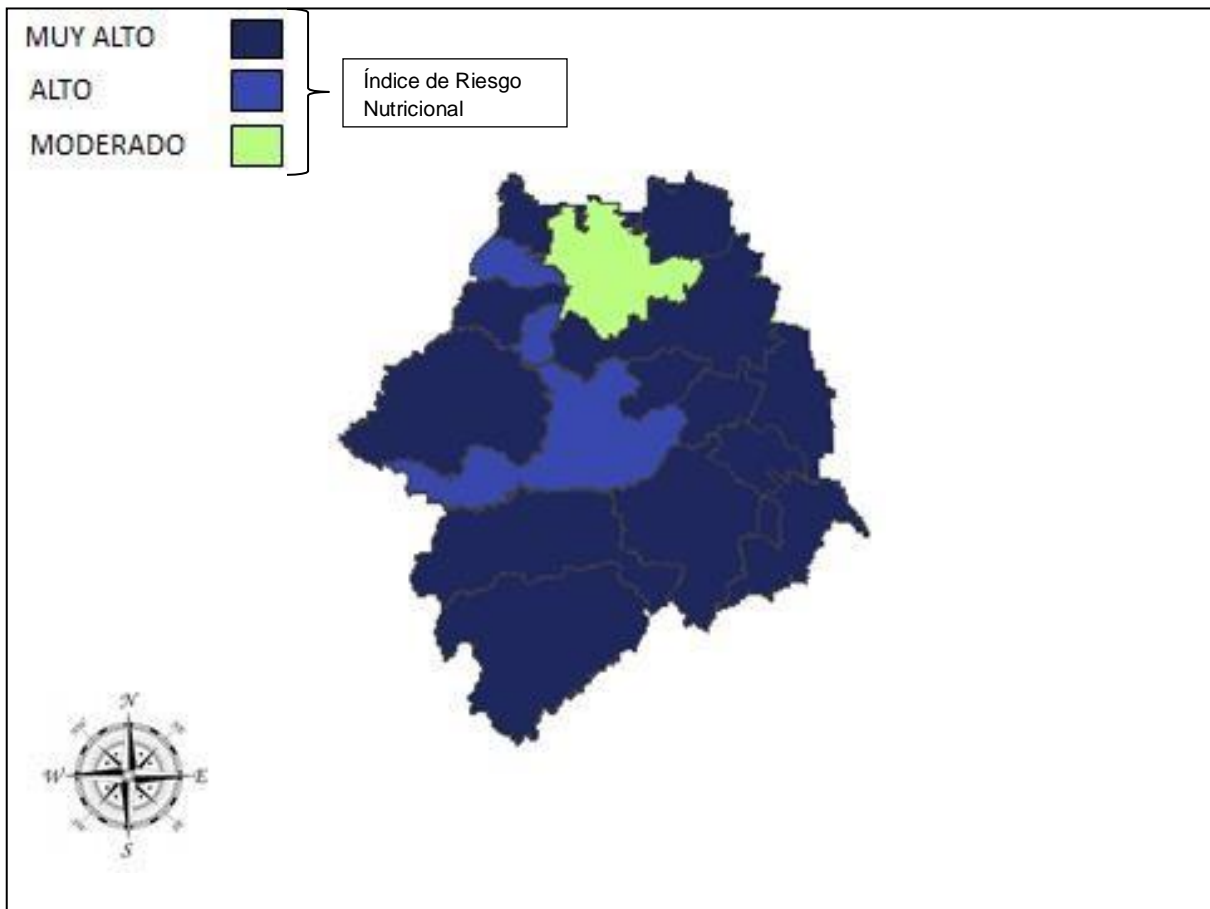 MUY ALTO
ALTO
MODERADO
Índice de Riesgo
Nutricional
N
W
E
S